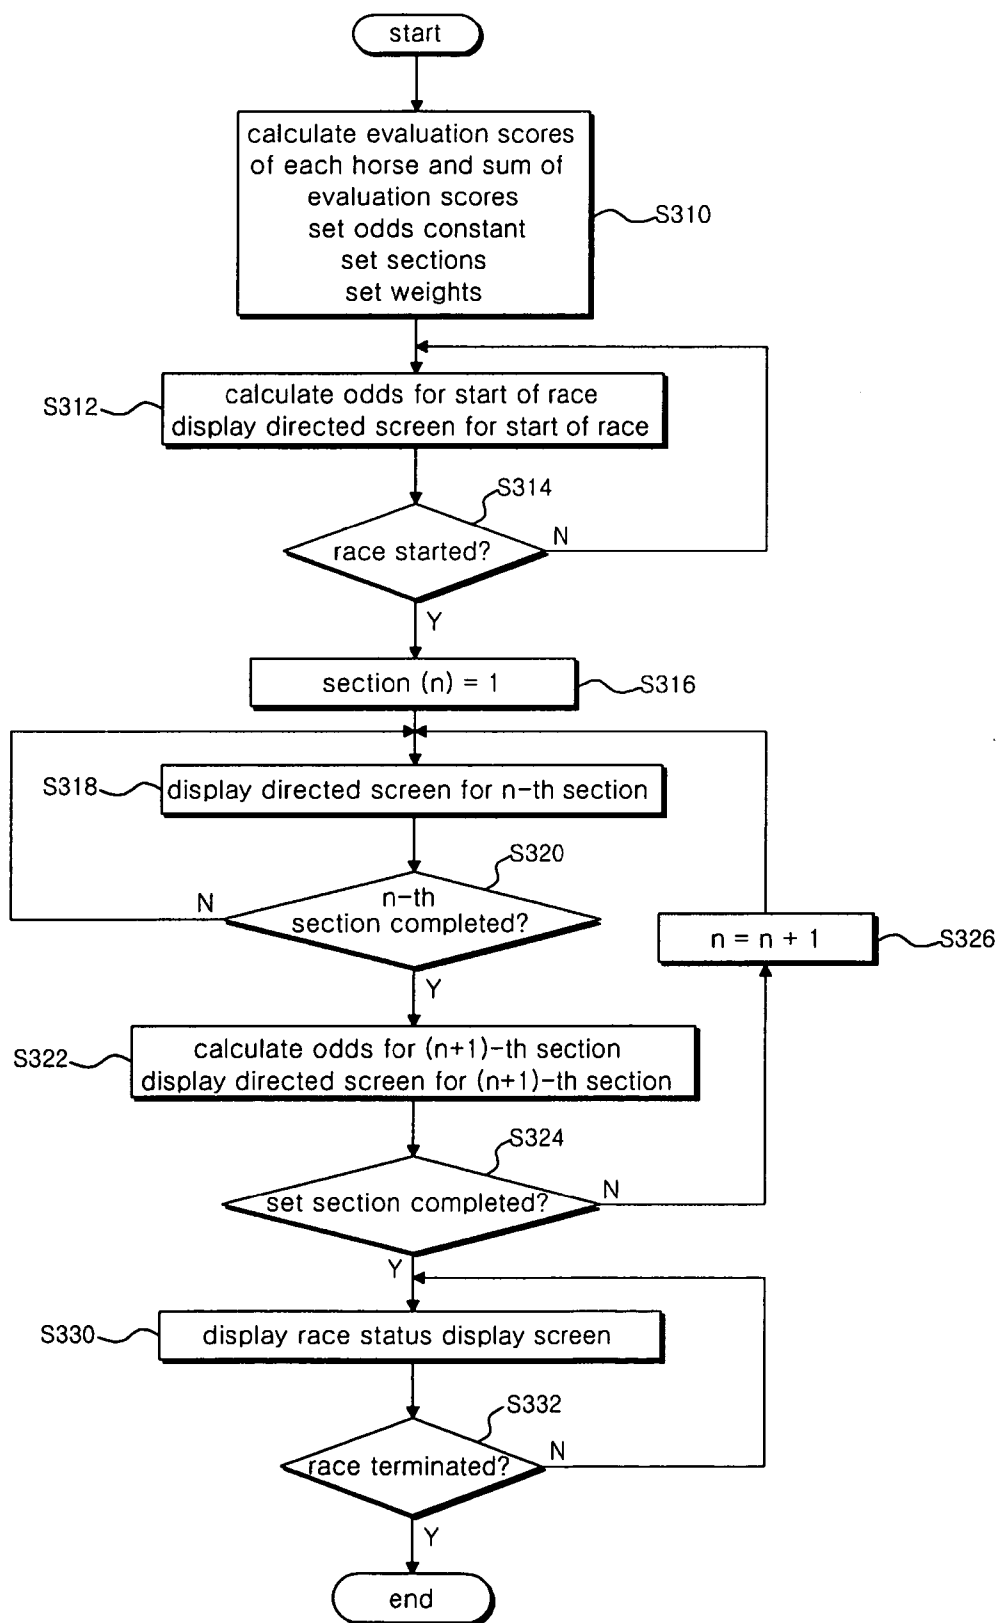 start
calculate evaluation scores
of each horse and sum of
evaluation scores
set odds constant
set sections
set weights
S310
calculate odds for start of race
display directed screen for start of race
S312
S314
race started?
N
Y
section (n) = 1
S316
S318
display directed screen for n-th section
S320
n-th
section completed?
N
Y
n = n + 1
S326
S322
calculate odds for (n+1)-th section
display directed screen for (n+1)-th section
S324
set section completed?
N
Y
S330
display race status display screen
S332
race terminated?
N
Y
end